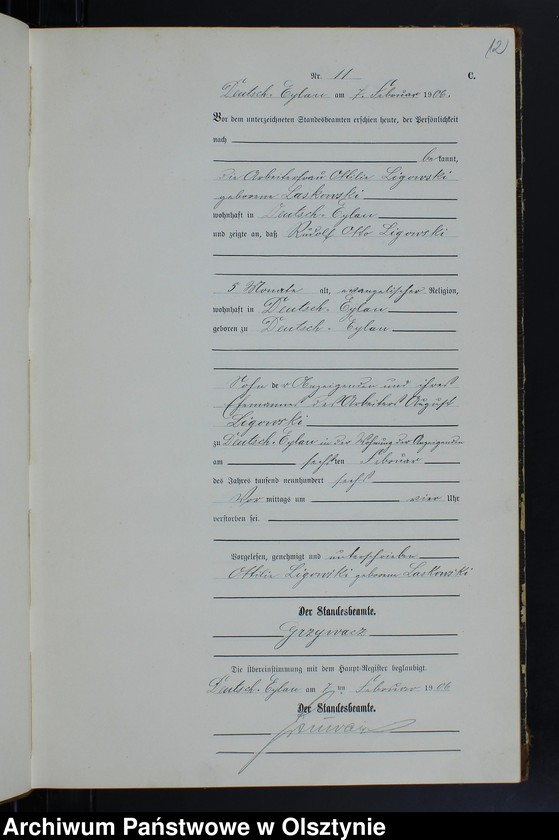 12
Nr. 11 C.
Deutsch-Eylau am 7. Februar 1906.
Vor dem unterzeichneten Standesbeamten erschien heute, der Persönlichkeit
nach
be kannt,
die Arbeiterfrau Ottilie Ligowski
geborene Laskowski
wohnhaft in Deutsch-Eylau
und zeigte an, daß Rudolf Otto Ligowski
5 Monate alt, evangelischer Religion,
wohnhaft in Deutsch-Eylau
geboren zu Deutsch-Eylau
Sohn der Anzeigenden und ihres
Ehemannes des Arbeiters August
Ligowski
zu Deutsch-Eylau in der Wohnung der Anzeigenden
am sechsten Februar
des Jahres tausend neunhundert sechs
Vor mittags um vier Uhr
verstorben sei.
Vorgelesen, genehmigt und unterschrieben
Ottilie Ligowski geborene Laskowski
Der Standesbeamte.
Grzywacz
Die Übereinstimmung mit dem Haupt-Register beglaubigt.
Deutsch-Eylau am 7ten Februar 1906
Der Standesbeamte.
Archiwum Państwowe w Olsztynie